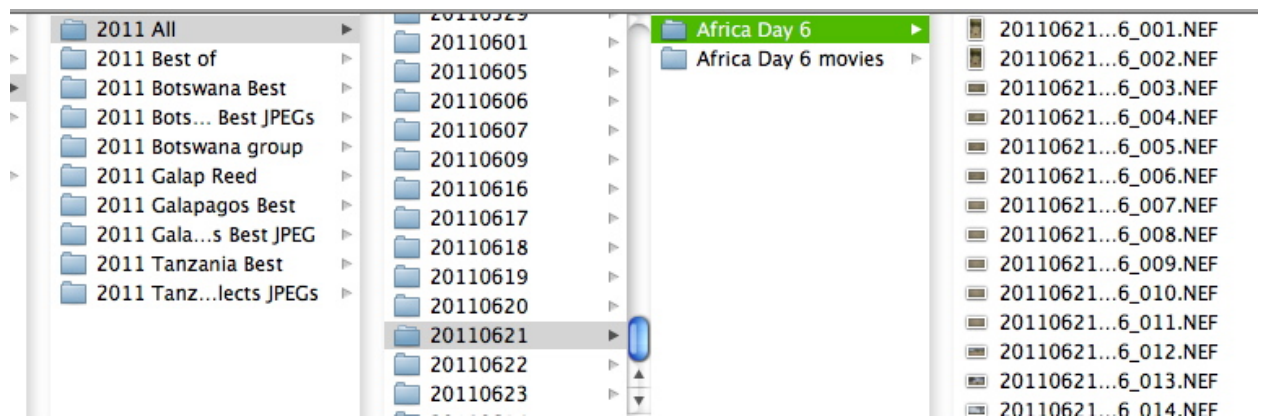 2011 All
2011 Best of
2011 Botswana Best
2011 Bots... Best JPEGs
2011 Botswana group
2011 Galap Reed
2011 Galapagos Best
2011 Gala...s Best JPEG
2011 Tanzania Best
2011 Tanz...lects JPEGs
20110529
20110601
20110605
20110606
20110607
20110609
20110616
20110617
20110618
20110619
20110620
20110621
20110622
20110623
Africa Day 6
Africa Day 6 movies
20110621...6_001.NEF
20110621...6_002.NEF
20110621...6_003.NEF
20110621...6_004.NEF
20110621...6_005.NEF
20110621...6_006.NEF
20110621...6_007.NEF
20110621...6_008.NEF
20110621...6_009.NEF
20110621...6_010.NEF
20110621...6_011.NEF
20110621...6_012.NEF
20110621...6_013.NEF
20110621...6_014.NEF